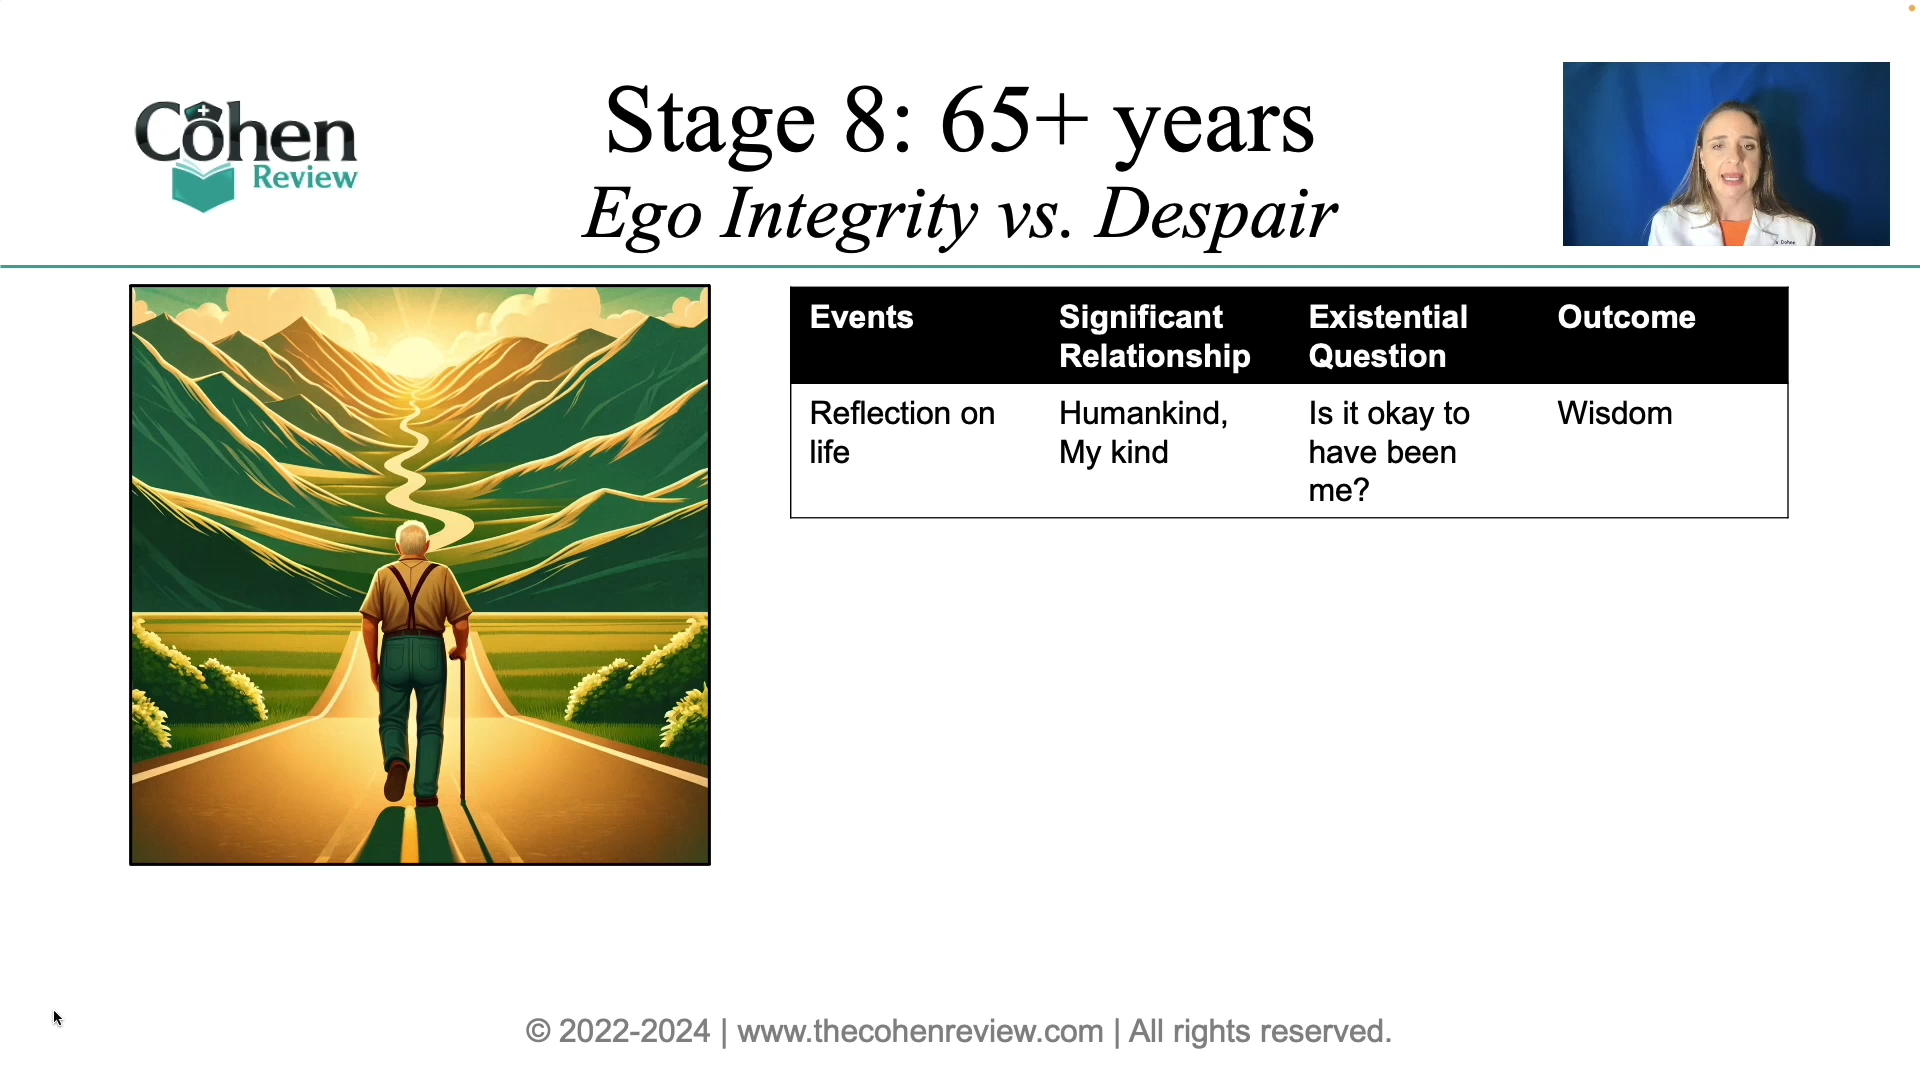 Cohen
Review
Stage 8: 65+ years
Ego Integrity vs. Despair
Events
Significant
Relationship
Existential
Question
Outcome
Reflection on
life
Humankind,
My kind
Is it okay to
have been
me?
Wisdom
© 2022-2024 | www.thecohenreview.com | All rights reserved.